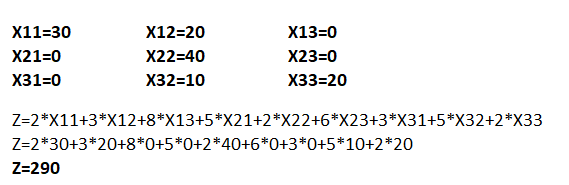 X11=30 X12=20 X13=0
X21=0 X22=40 X23=0
X31=0 X32=10 X33=20
Z=2*X11+3*X12+8*X13+5*X21+2*X22+6*X23+3*X31+5*X32+2*X33
Z=2*30+3*20+8*0+5*0+2*40+6*0+3*0+5*10+2*20
Z=290